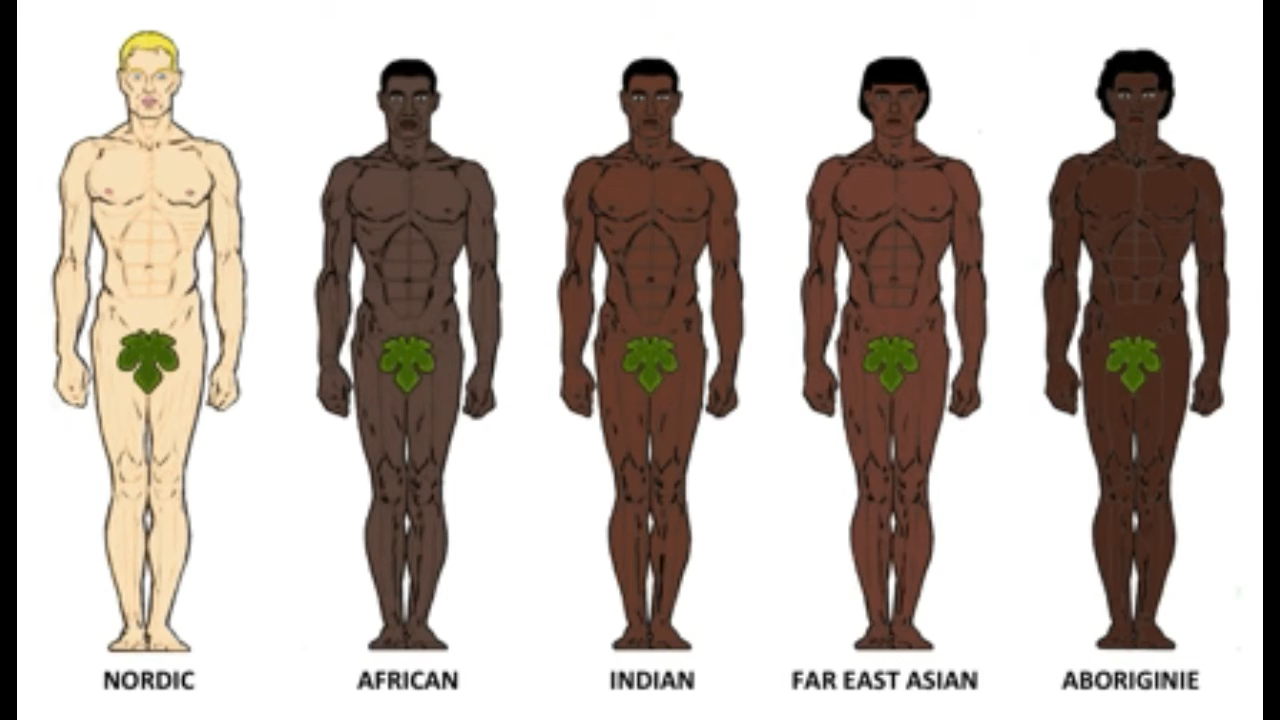 NORDIC
AFRICAN
INDIAN
FAR EAST ASIAN
ABORIGINIE